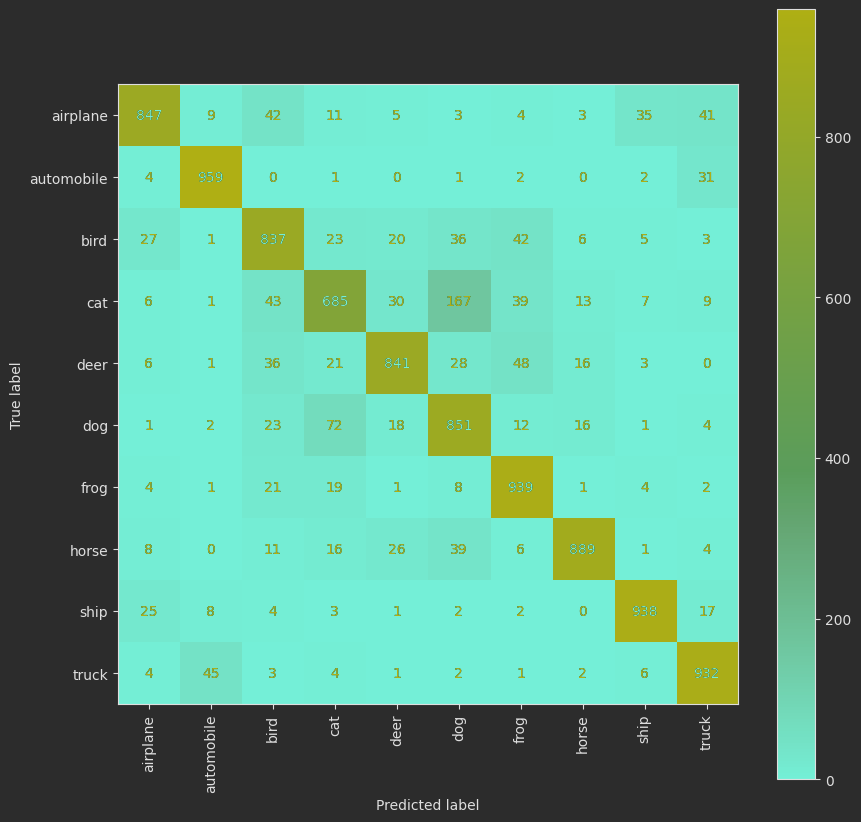 True label
airplane 847 9 42 11 5 3 4 3 35 41
automobile 4 959 0 1 0 1 2 0 2 31
bird 27 1 837 23 20 36 42 6 5 3
cat 6 1 43 685 30 167 39 13 7 9
deer 6 1 36 21 841 28 48 16 3 0
dog 1 2 23 72 18 851 12 16 1 4
frog 4 1 21 19 1 8 939 1 4 2
horse 8 0 11 16 26 39 6 889 1 4
ship 25 8 4 3 1 2 2 0 938 17
truck 4 45 3 4 1 2 1 2 6 932
airplane automobile bird cat deer dog frog horse ship truck
Predicted label
800
600
400
200
0